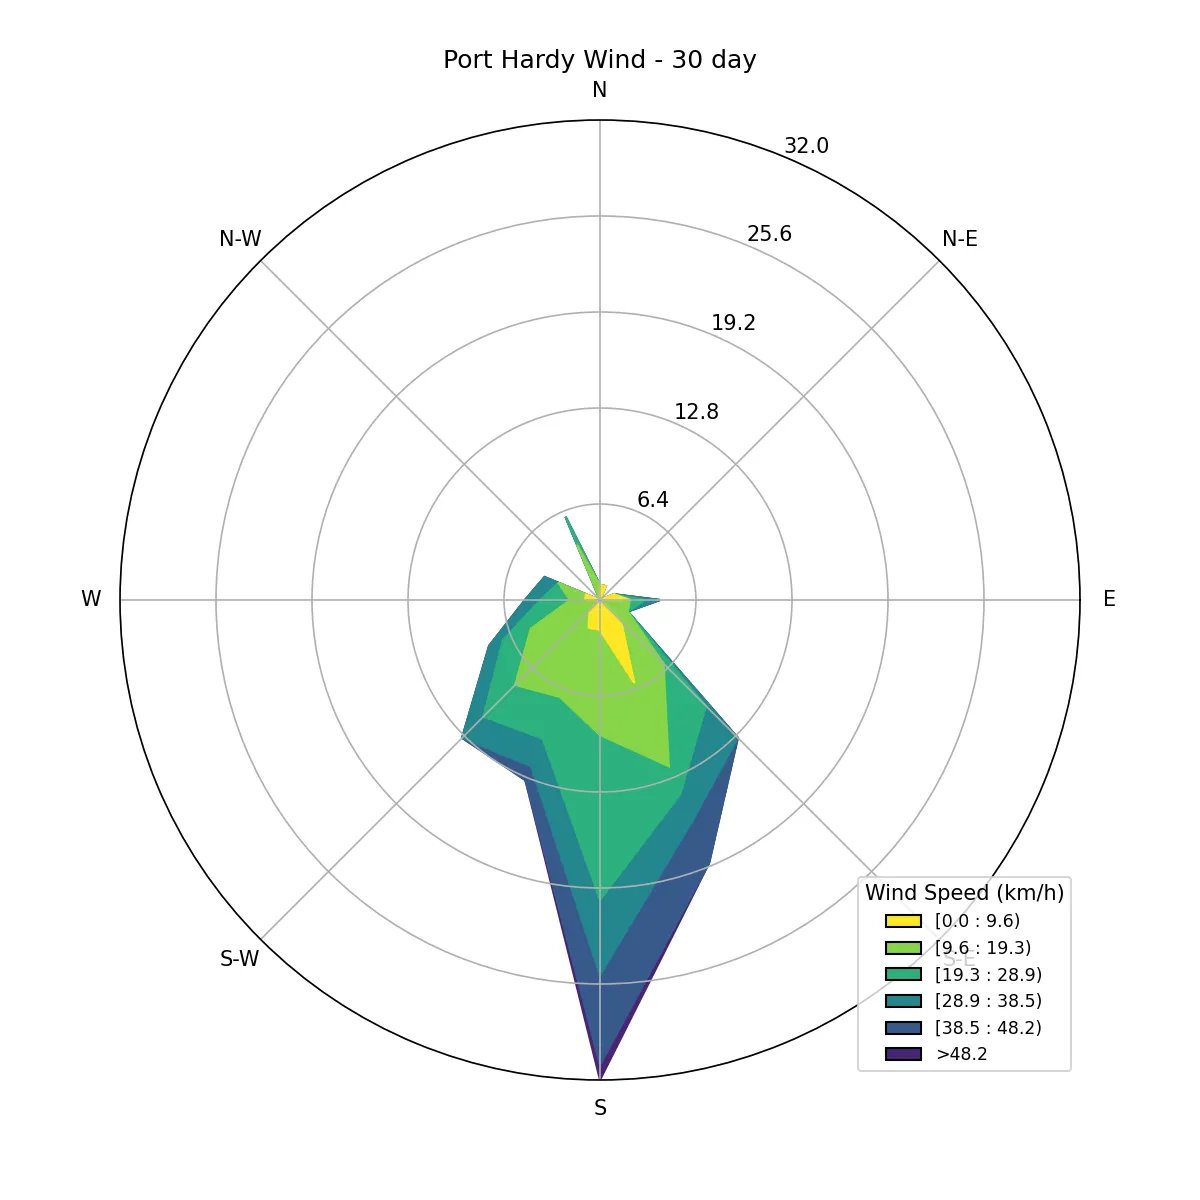 Port Hardy Wind - 30 day
N
32.0
N-W
25.6
N-E
19.2
12.8
6.4
W
E
S-W
S-E
S
Wind Speed (km/h)
[0.0 : 9.6)
[9.6 : 19.3)
[19.3 : 28.9)
[28.9 : 38.5)
[38.5 : 48.2)
>48.2